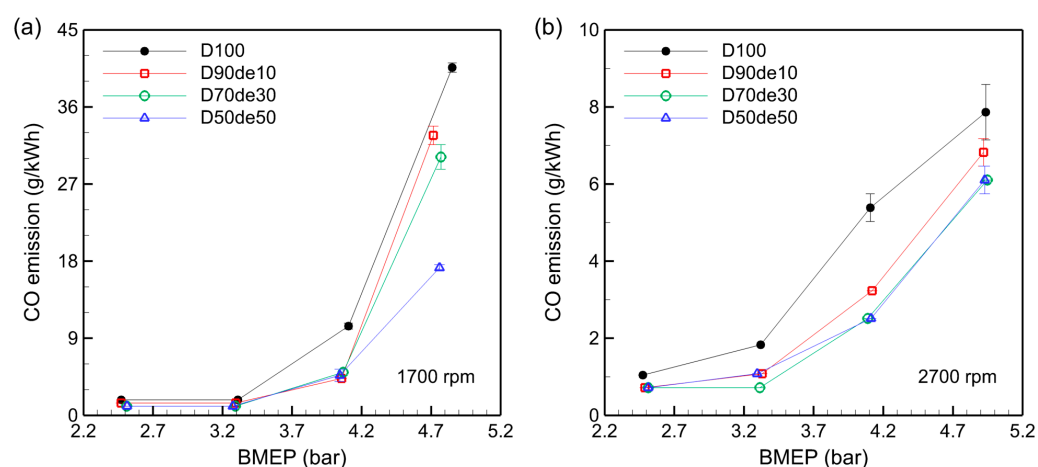 (a)
45
36
27
18
9
0
CO emission (g/kWh)
D100
D90de10
D70de30
D50de50
1700 rpm
2.2 2.7 3.2 3.7 4.2 4.7 5.2
BMEP (bar)
(b)
10
8
6
4
2
0
CO emission (g/kWh)
D100
D90de10
D70de30
D50de50
2700 rpm
2.2 2.7 3.2 3.7 4.2 4.7 5.2
BMEP (bar)